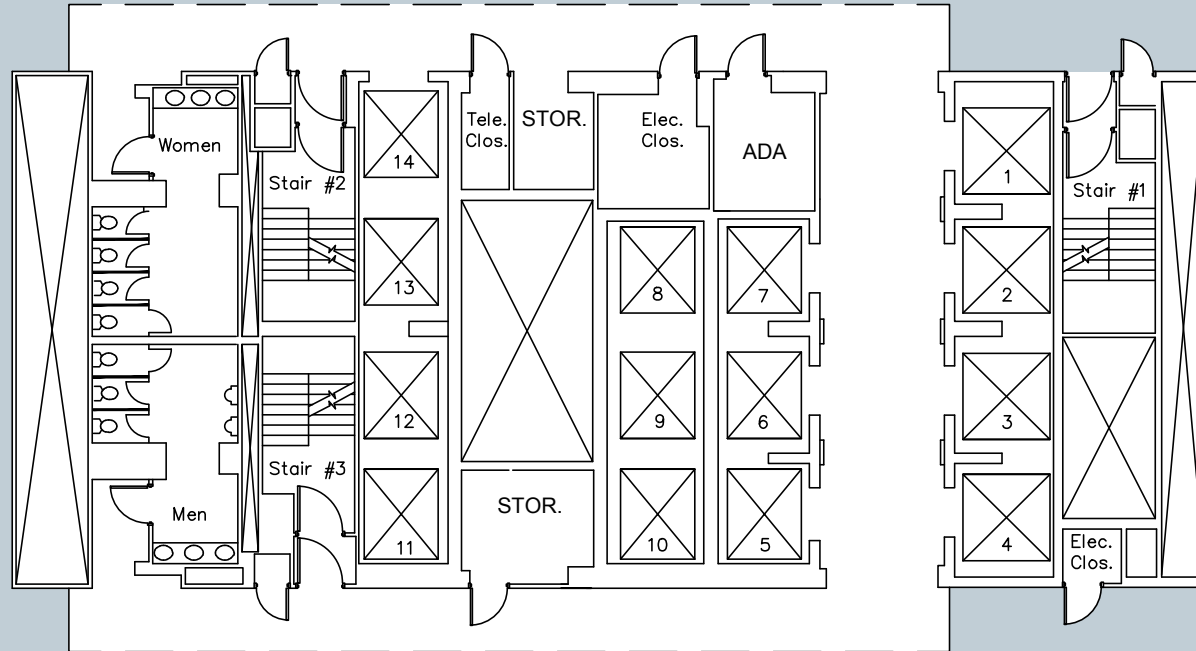 Women
Stair #2
14
Tele.
Clos.
STOR.
Elec.
Clos.
ADA
1
Stair #1
13
8
7
2
12
9
6
3
Stair #3
Men
11
STOR.
10
5
4
Elec.
Clos.